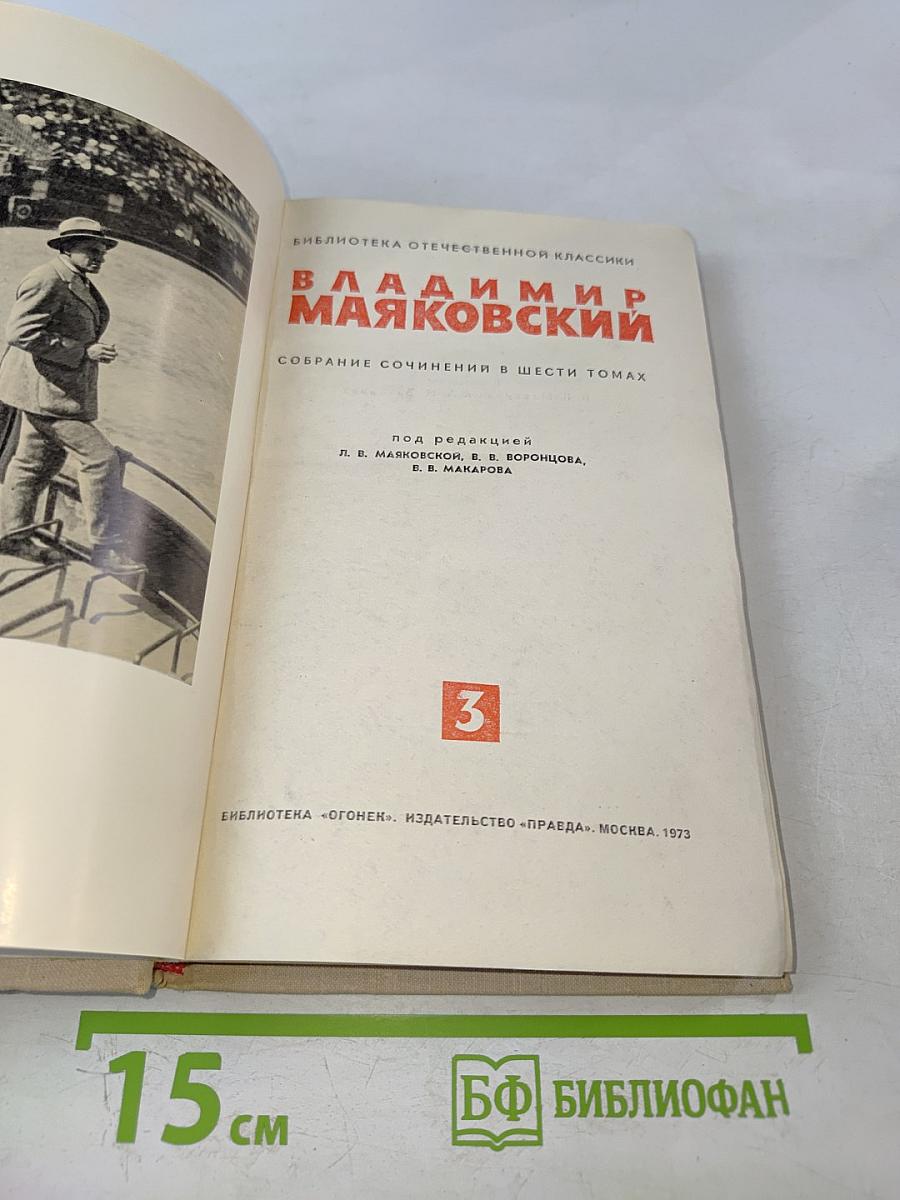 БИБЛИОТЕКА ОТЕЧЕСТВЕННОЙ КЛАССИКИ
ВЛАДИМИР
МАЯКОВСКИЙ
СОБРАНИЕ СОЧИНЕНИЙ В ШЕСТИ ТОМАХ
под редакцией
Л. В. МАЯКОВСКОЙ, В. В. ВОРОНЦОВА,
В. В. МАКАРОВА
3
БИБЛИОТЕКА «ОГОНЕК». ИЗДАТЕЛЬСТВО «ПРАВДА». МОСКВА. 1973
15 см
БФ БИБЛИОФАН